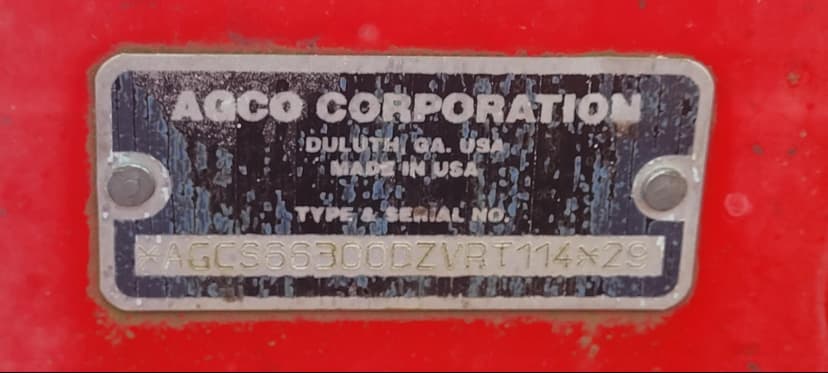 AGCO CORPORATION
DULUTH, GA. USA
MADE IN USA
TYPE & SERIAL NO.
*AGCS66300DZVRT114*29